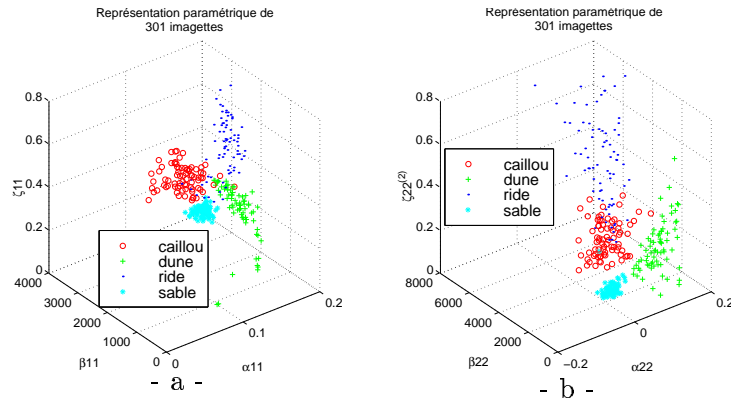 Représentation paramétrique de
301 imagettes
0.8
0.6
0.4
0.2
0
ζ11
4000
3000
2000
1000
0
β11
0
0.1
0.2
α11
caillou
dune
ride
sable
- a -
Représentation paramétrique de
301 imagettes
0.8
0.6
0.4
0.2
0
ζ22(2)
8000
6000
4000
2000
0
β22
−0.2
0
0.2
α22
caillou
dune
ride
sable
- b -